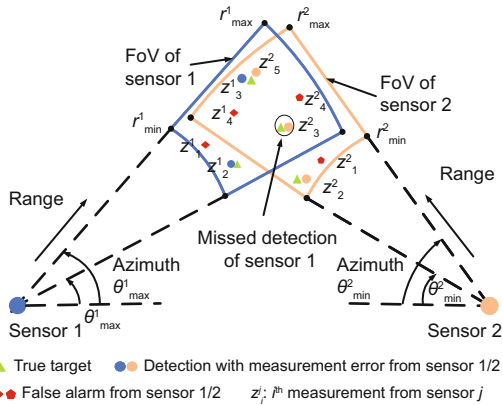 r¹max r²max
FoV of sensor 1
z²5
z¹3
FoV of sensor 2
z²4
r¹min
z¹4
z²3
r²min
z¹1
z¹2
z²1
z²2
Range
Missed detection of sensor 1
Range
Azimuth θ¹max
θ¹max
Azimuth
θ²min
θ²min
Sensor 1
Sensor 2
True target Detection with measurement error from sensor 1/2
False alarm from sensor 1/2 zʲi: iᵗʰ measurement from sensor j